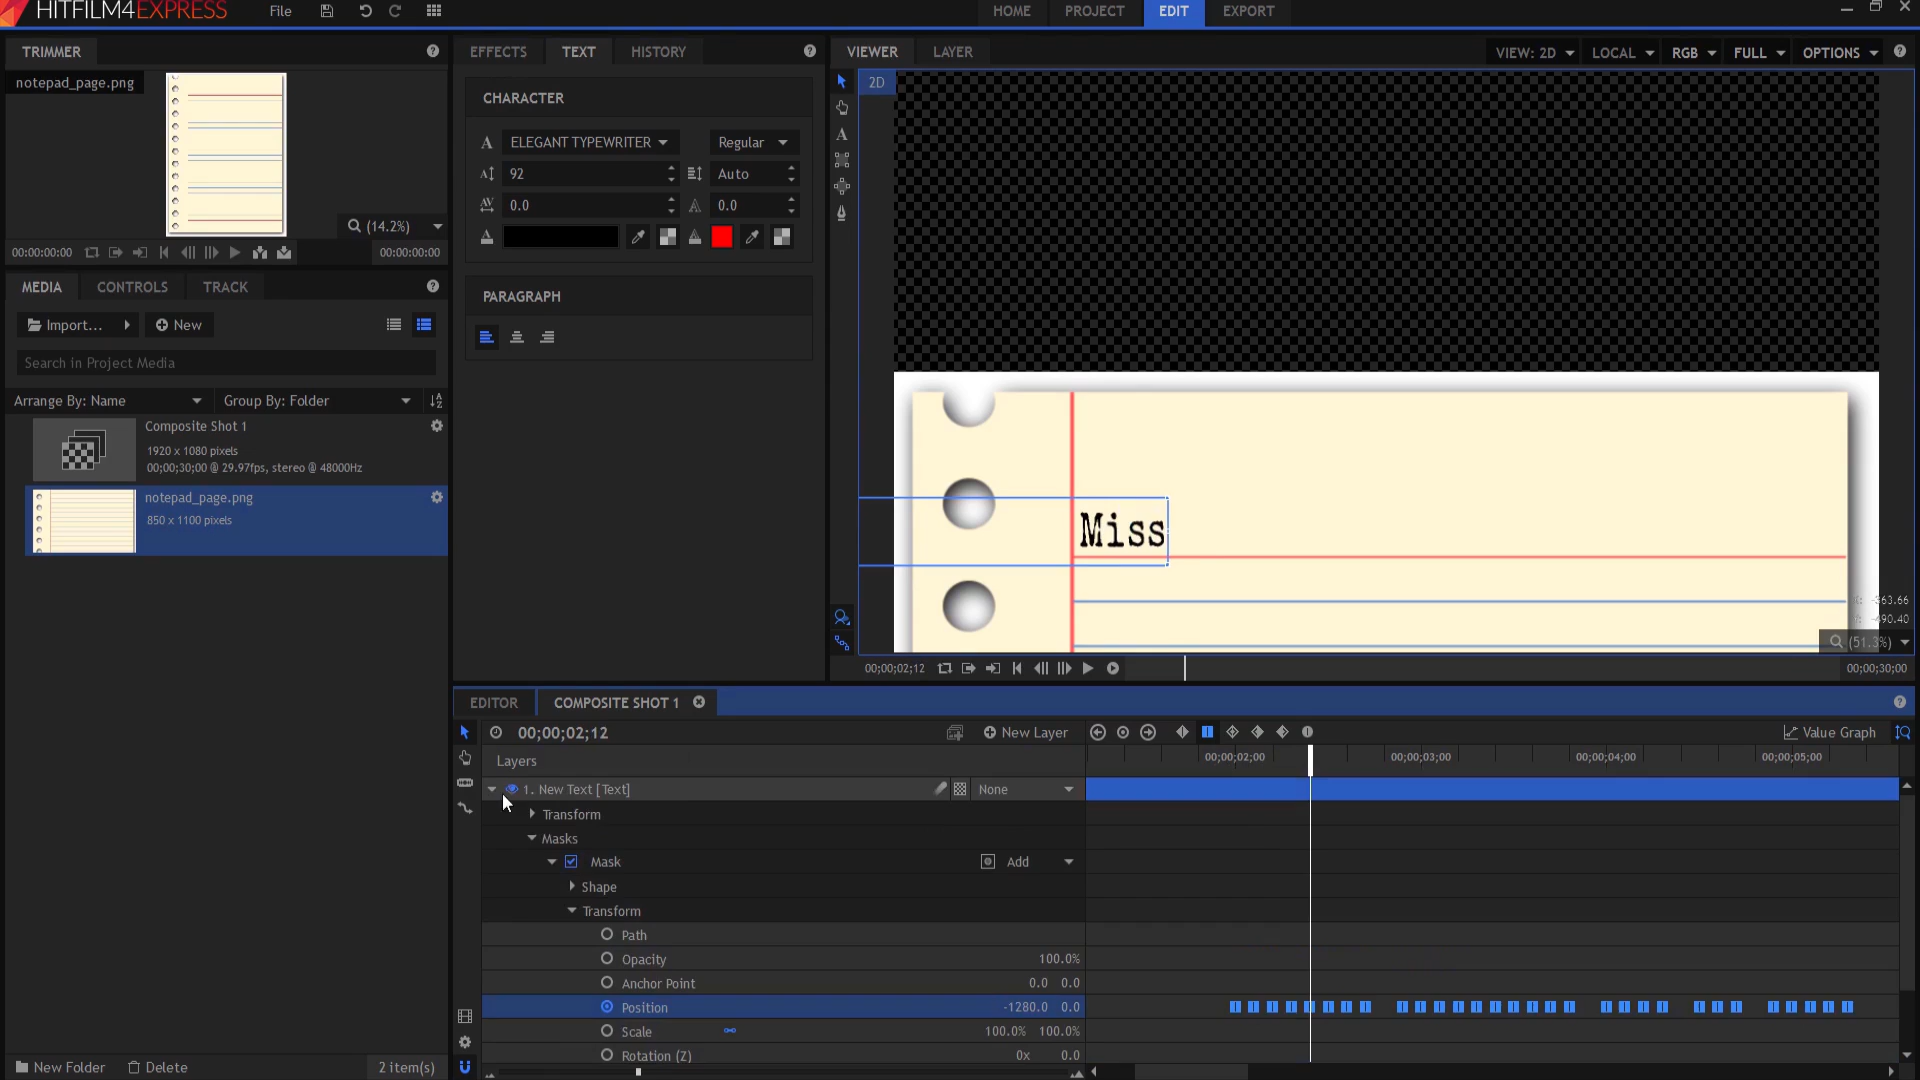 HITFILM4EXPRESS File HOME PROJECT EDIT EXPORT
TRIMMER
notepad_page.png
(14.2%)
00:00:00:00 00:00:00:00
MEDIA CONTROLS TRACK
Import... New
Search in Project Media
Arrange By: Name Group By: Folder
Composite Shot 1
1920 x 1080 pixels
00;00;30;00 @ 29.97fps, stereo @ 48000Hz
notepad_page.png
850 x 1100 pixels
New Folder Delete 2 item(s)
EFFECTS TEXT HISTORY
CHARACTER
ELEGANT TYPEWRITER Regular
92 Auto
0.0 0.0
PARAGRAPH
VIEWER LAYER VIEW: 2D LOCAL RGB FULL OPTIONS
2D
Miss
(51.3%)
00;00;02;12 00;00;30;00
EDITOR COMPOSITE SHOT 1
00;00;02;12 New Layer Value Graph
Layers 00;00;02;00 00;00;03;00 00;00;04;00 00;00;05;00
1. New Text [Text] None
Transform
Masks
Mask Add
Shape
Transform
Path
Opacity 100.0%
Anchor Point 0.0 0.0
Position -1280.0 0.0
Scale 100.0% 100.0%
Rotation (Z) 0x 0.0